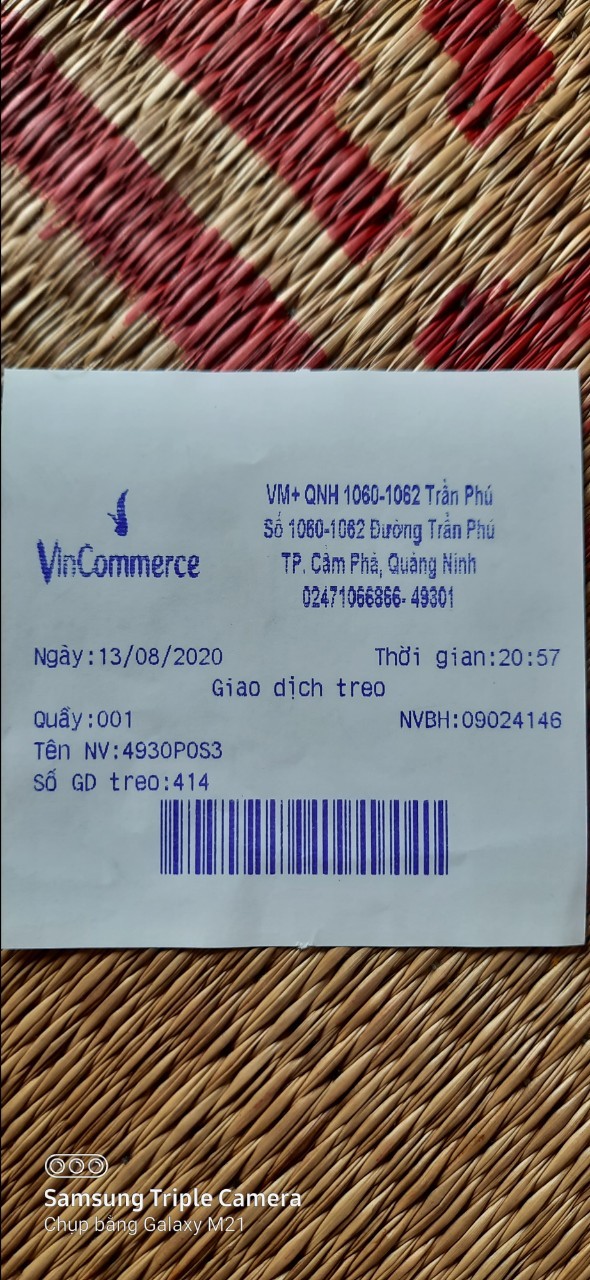 VinCommerce
VM+ QNH 1060-1062 Trần Phú
Số 1060-1062 Đường Trần Phú
TP. Cẩm Phả, Quảng Ninh
02471066866- 49301
Ngày:13/08/2020 Thời gian:20:57
Giao dịch treo
Quầy:001 NVBH:09024146
Tên NV:4930POS3
Số GD treo:414
Samsung Triple Camera
Chụp bằng Galaxy M21